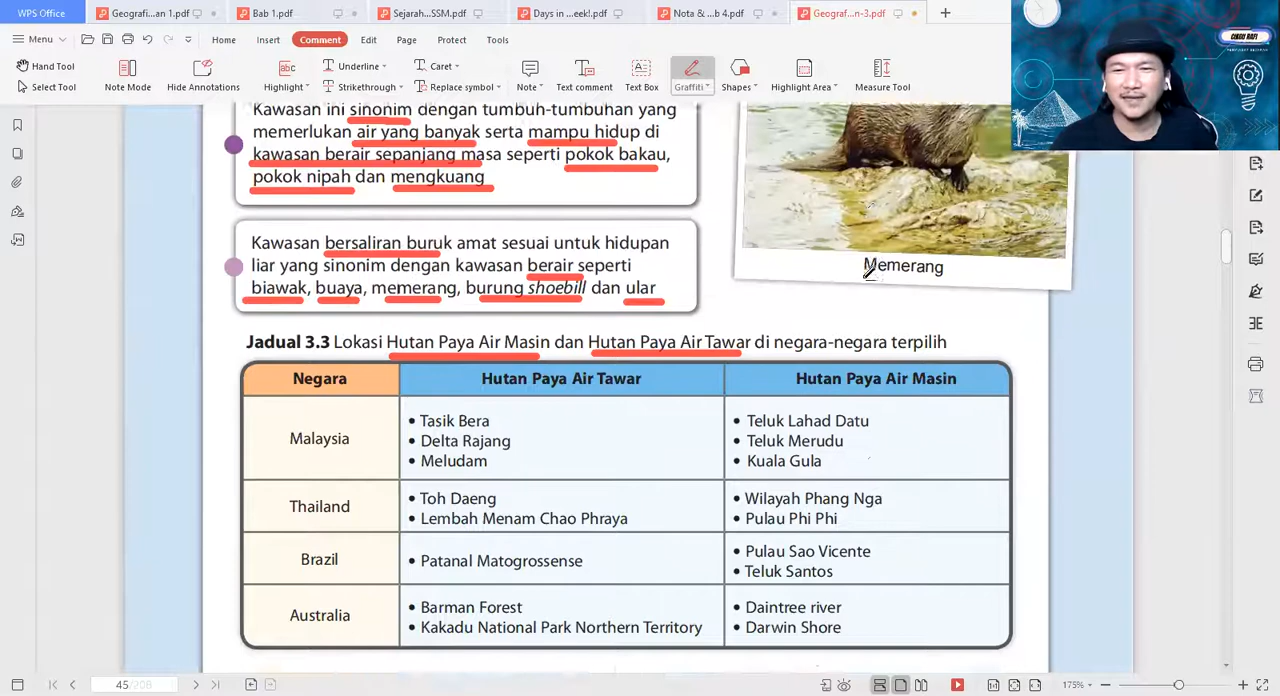 WPS Office
Geografi...an 1.pdf
Bab 1.pdf
Sejarah...SSM.pdf
Days in ...eek!.pdf
Nota & ...b 4.pdf
Geograf...n-3.pdf
Menu
Home
Insert
Comment
Edit
Page
Protect
Tools
Hand Tool
Select Tool
Note Mode
Hide Annotations
Highlight
Underline
Strikethrough
Caret
Replace symbol
Note
Text comment
Text Box
Graffiti
Shapes
Highlight Area
Measure Tool
Kawasan ini sinonim dengan tumbuh-tumbuhan yang
memerlukan air yang banyak serta mampu hidup di
kawasan berair sepanjang masa seperti pokok bakau,
pokok nipah dan mengkuang
Memerang
Kawasan bersaliran buruk amat sesuai untuk hidupan
liar yang sinonim dengan kawasan berair seperti
biawak, buaya, memerang, burung shoebill dan ular
Jadual 3.3 Lokasi Hutan Paya Air Masin dan Hutan Paya Air Tawar di negara-negara terpilih
Negara
Hutan Paya Air Tawar
Hutan Paya Air Masin
Malaysia
• Tasik Bera
• Delta Rajang
• Meludam
• Teluk Lahad Datu
• Teluk Merudu
• Kuala Gula
Thailand
• Toh Daeng
• Lembah Menam Chao Phraya
• Wilayah Phang Nga
• Pulau Phi Phi
Brazil
• Patanal Matogrossense
• Pulau Sao Vicente
• Teluk Santos
Australia
• Barman Forest
• Kakadu National Park Northern Territory
• Daintree river
• Darwin Shore
45/208
175%